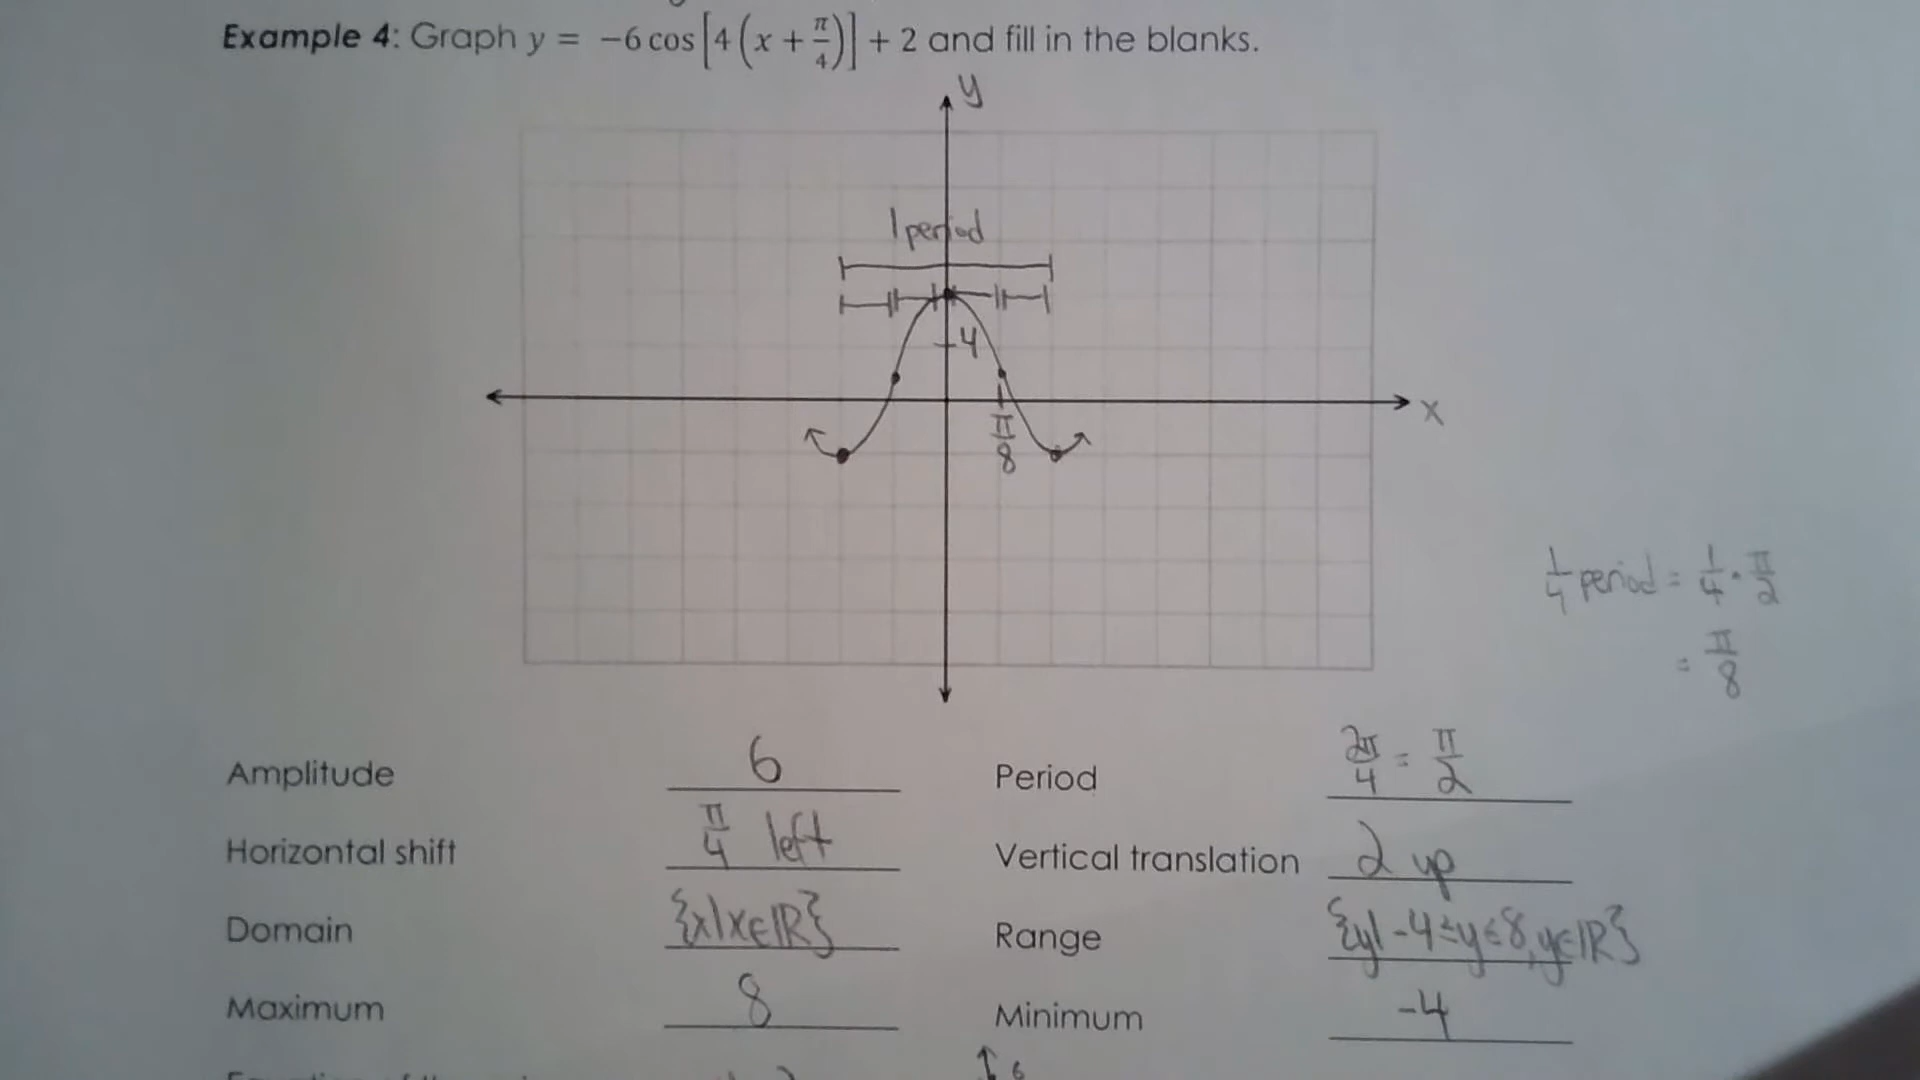 Example 4: Graph y = −6 cos [4 (x + π/4)] + 2 and fill in the blanks.
y
1 period
4
x
π/8
1/4 period = 1/4 · π/2
= π/8
Amplitude 6 Period 2π/4 = π/2
Horizontal shift π/4 left Vertical translation 2 up
Domain {x|x∈ℝ} Range {y|-4≤y≤8, y∈ℝ}
Maximum 8 Minimum -4
6